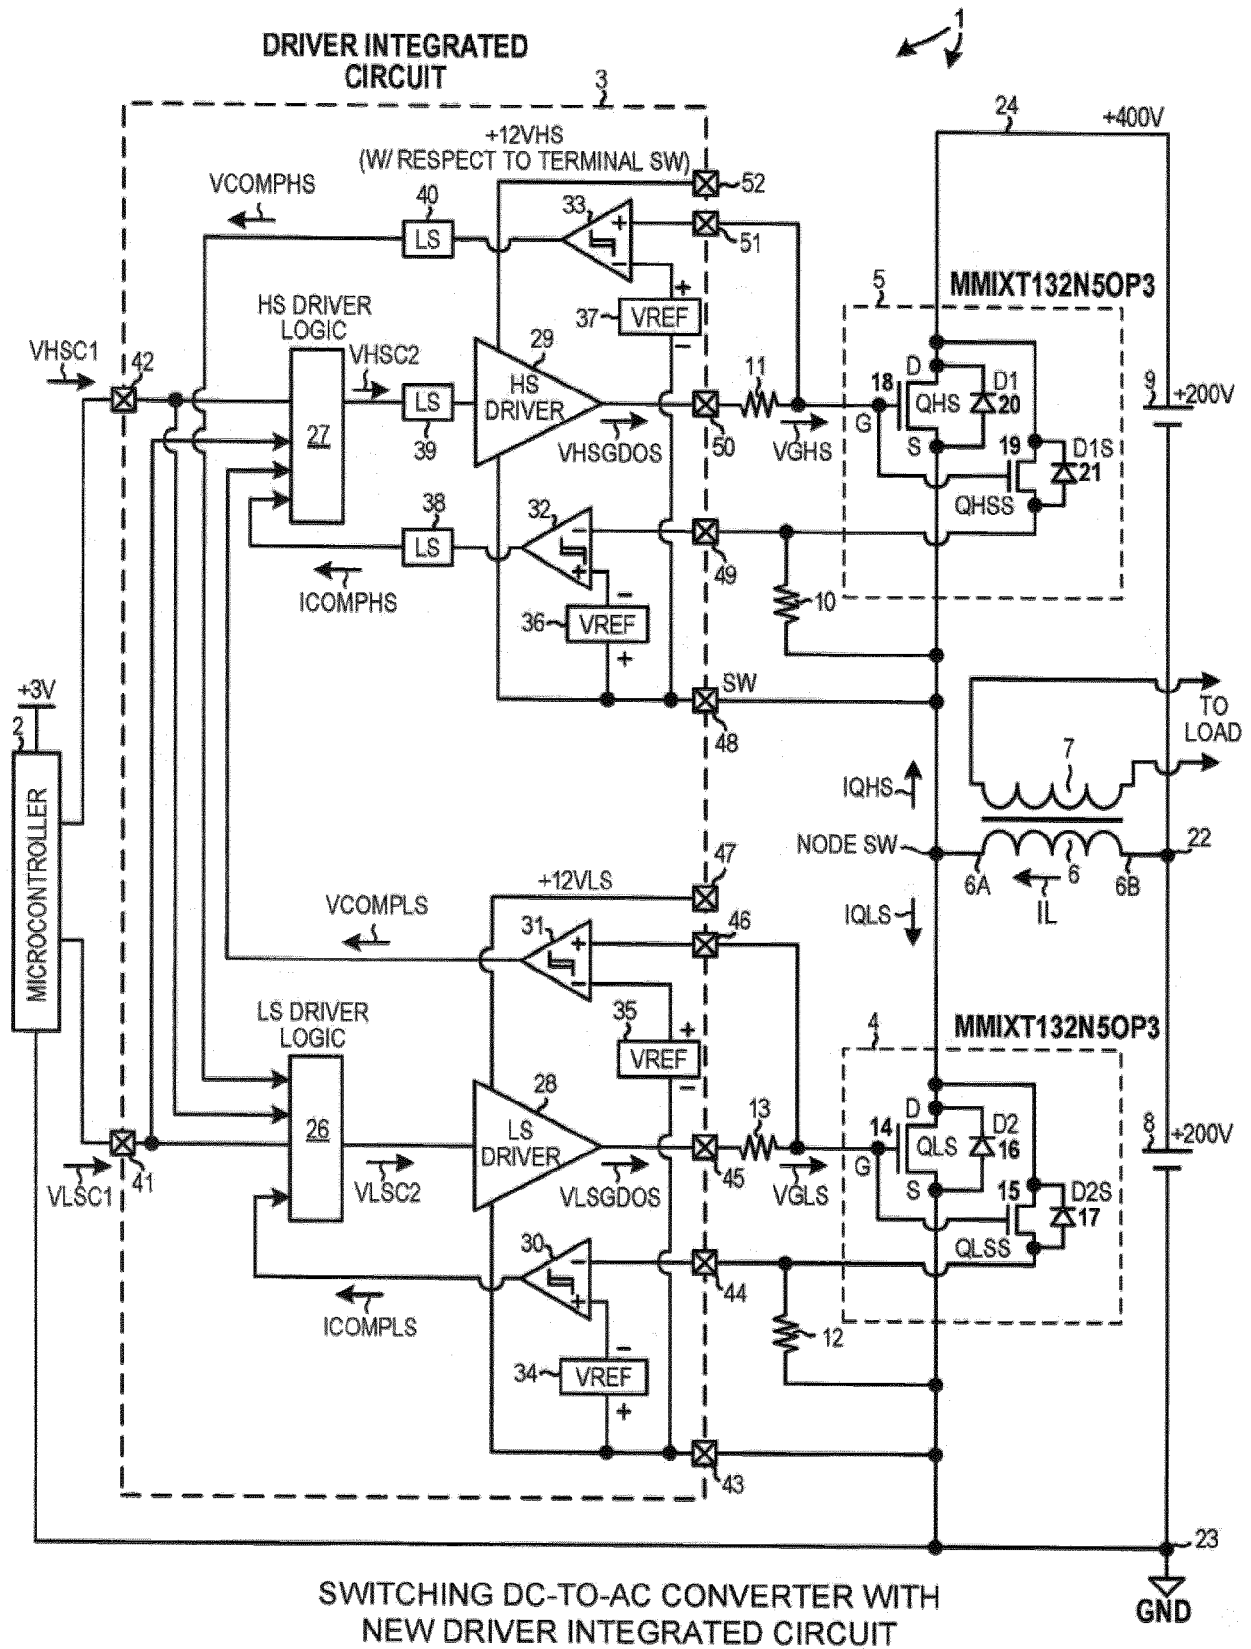 1
DRIVER INTEGRATED
CIRCUIT
3
24
+400V
+12VHS
(W/ RESPECT TO TERMINAL SW)
52
VCOMPHS
40
LS
33
+
−
51
MMIXT132N5OP3
5
HS DRIVER
LOGIC
37
VREF
+
−
VHSC1
42
VHSC2
29
HS
DRIVER
11
D
D1
18
QHS
20
9
+200V
LS
39
27
VHSGDOS
50
VGHS
G
S
19
D1S
21
QHSS
38
LS
32
−
+
49
ICOMPHS
36
VREF
−
+
10
+3V
2
SW
48
TO
LOAD
7
IQHS
MICROCONTROLLER
NODE SW
6A
6
6B
22
IL
47
+12VLS
VCOMPLS
31
+
−
46
IQLS
LS DRIVER
LOGIC
35
VREF
+
−
4
MMIXT132N5OP3
28
LS
DRIVER
13
D
D2
14
QLS
16
8
+200V
26
VLSC1
41
VLSC2
VLSGDOS
45
VGLS
G
S
15
D2S
17
QLSS
30
−
+
44
ICOMPLS
34
VREF
−
+
12
43
23
SWITCHING DC-TO-AC CONVERTER WITH
NEW DRIVER INTEGRATED CIRCUIT
GND